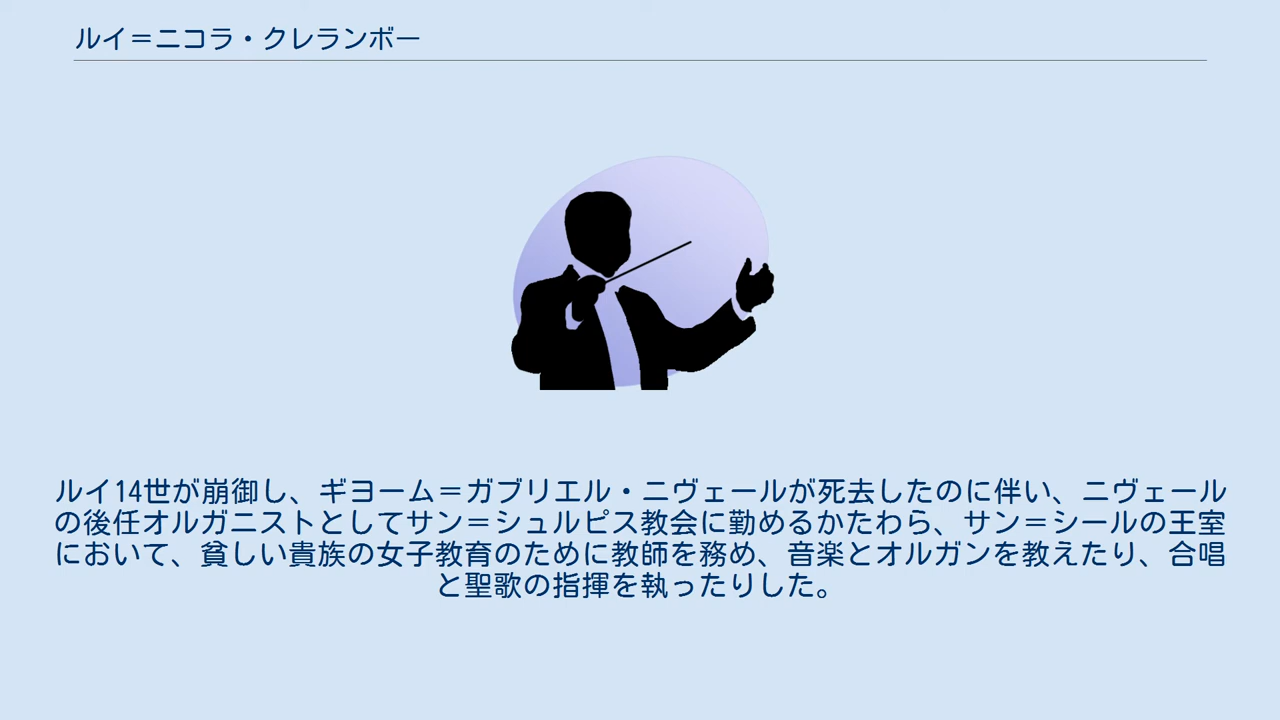 ルイ＝ニコラ・クレランボー
ルイ14世が崩御し、ギヨーム＝ガブリエル・ニヴェールが死去したのに伴い、ニヴェール
の後任オルガニストとしてサン＝シュルピス教会に勤めるかたわら、サン＝シールの王室
において、貧しい貴族の女子教育のために教師を務め、音楽とオルガンを教えたり、合唱
と聖歌の指揮を執ったりした。